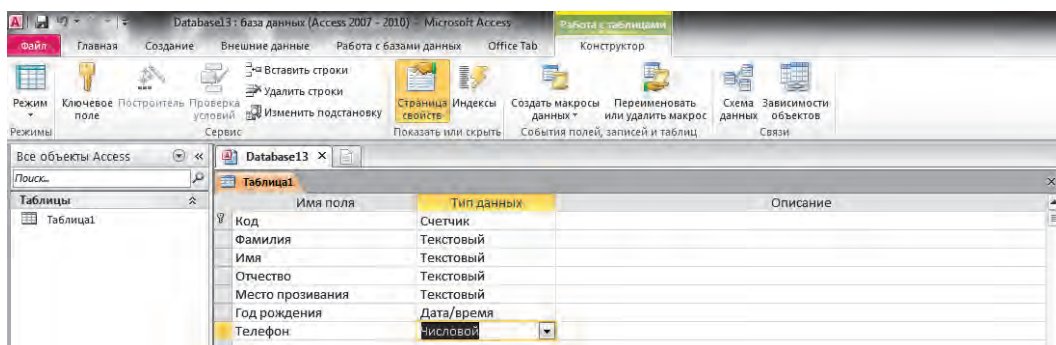 Database13 : база данных (Access 2007 - 2010) - Microsoft Access
Работа с таблицами
Файл Главная Создание Внешние данные Работа с базами данных Office Tab Конструктор
Режим
Ключевое поле
Построитель
Проверка условий
Вставить строки
Удалить строки
Изменить подстановку
Страница свойств
Индексы
Создать макросы данных
Переименовать или удалить макрос
Схема данных
Зависимости объектов
Режимы Сервис Показать или скрыть События полей, записей и таблиц Связи
Все объекты Access
Database13
Поиск...
Таблица1
Таблицы
Таблица1
Имя поля Тип данных Описание
Код Счетчик
Фамилия Текстовый
Имя Текстовый
Отчество Текстовый
Место прозивания Текстовый
Год рождения Дата/время
Телефон Числовой